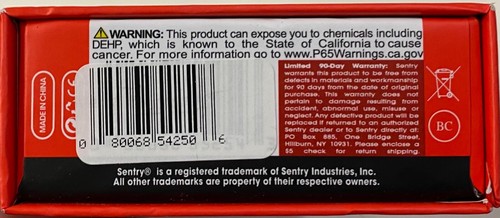 WARNING: This product can expose you to chemicals including
DEHP, which is known to the State of California to cause
cancer. For more information go to www.P65Warnings.ca.gov
MADE IN CHINA
Limited 90-Day Warranty: Sentry
warrants this product to be free from
defects in materials and workmanship
for 90 days from the date of original
purchase. This warranty does not
pertain to damage resulting from
accident, abnormal use, misuse or
neglect. Any defective product will be
replaced if returned to an authorized
Sentry dealer or to Sentry directly at:
PO Box 885, One Bridge Street,
Hillburn, NY 10931. Please enclose a
$5 check for return shipping.
BC
0 80068 54250 6
Sentry® is a registered trademark of Sentry Industries, Inc.
All other trademarks are property of their respective owners.